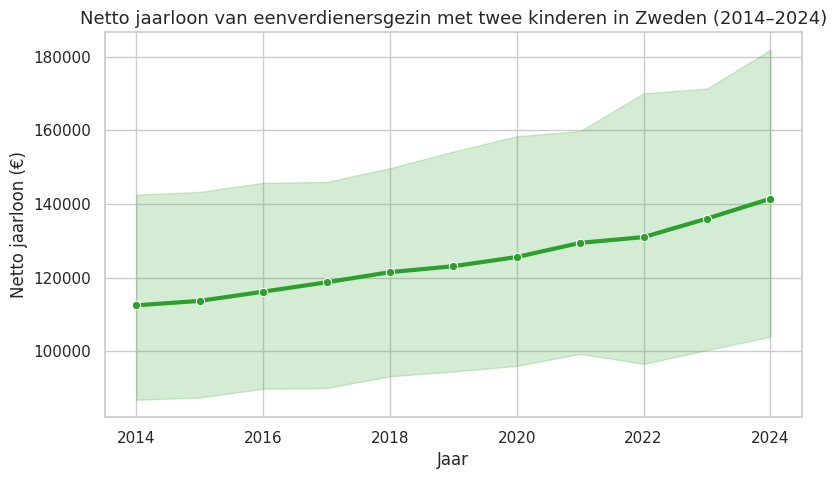 Netto jaarloon van eenverdienersgezin met twee kinderen in Zweden (2014–2024)
Netto jaarloon (€)
180000
160000
140000
120000
100000
2014 2016 2018 2020 2022 2024
Jaar